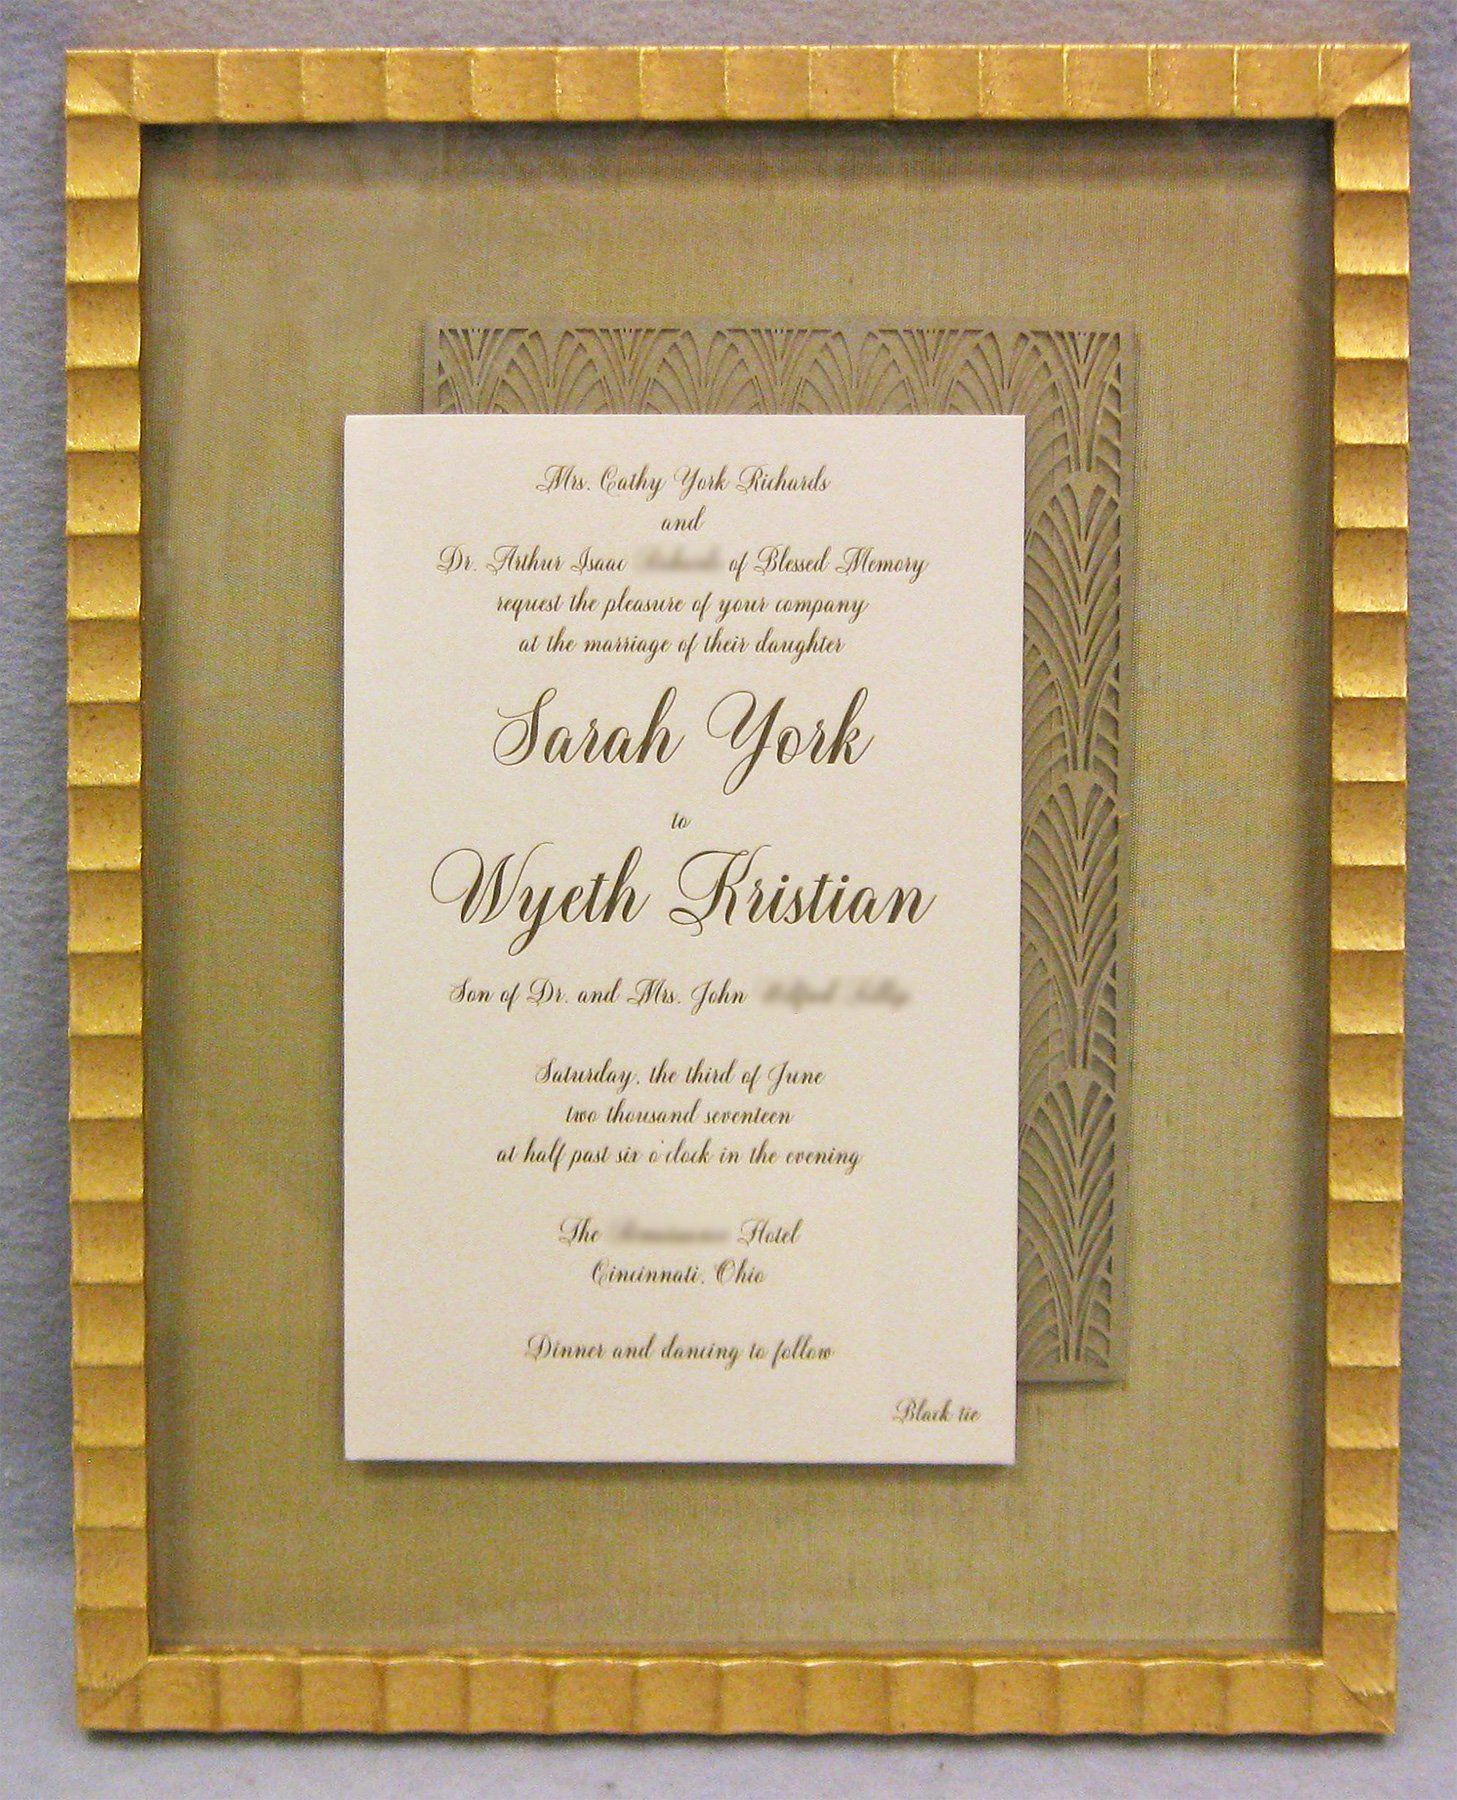 Mrs. Cathy York Richards
and
Dr. Arthur Isaac of Blessed Memory
request the pleasure of your company
at the marriage of their daughter
Sarah York
to
Wyeth Kristian
Son of Dr. and Mrs. John
Saturday, the third of June
two thousand seventeen
at half past six o'clock in the evening
The Hotel
Cincinnati, Ohio
Dinner and dancing to follow
Black tie